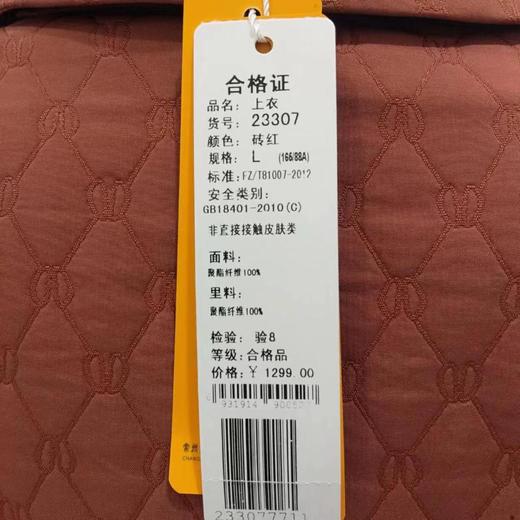 合格证
品名: 上衣
货号: 23307
颜色: 砖红
规格: L (166/88A)
标准: FZ/T81007-2012
安全类别:
GB18401-2010(C)
非直接接触皮肤类
面料:
聚酯纤维100%
里料:
聚酯纤维100%
检验: 验8
等级: 合格品
价格: ¥ 1299.00
233077711